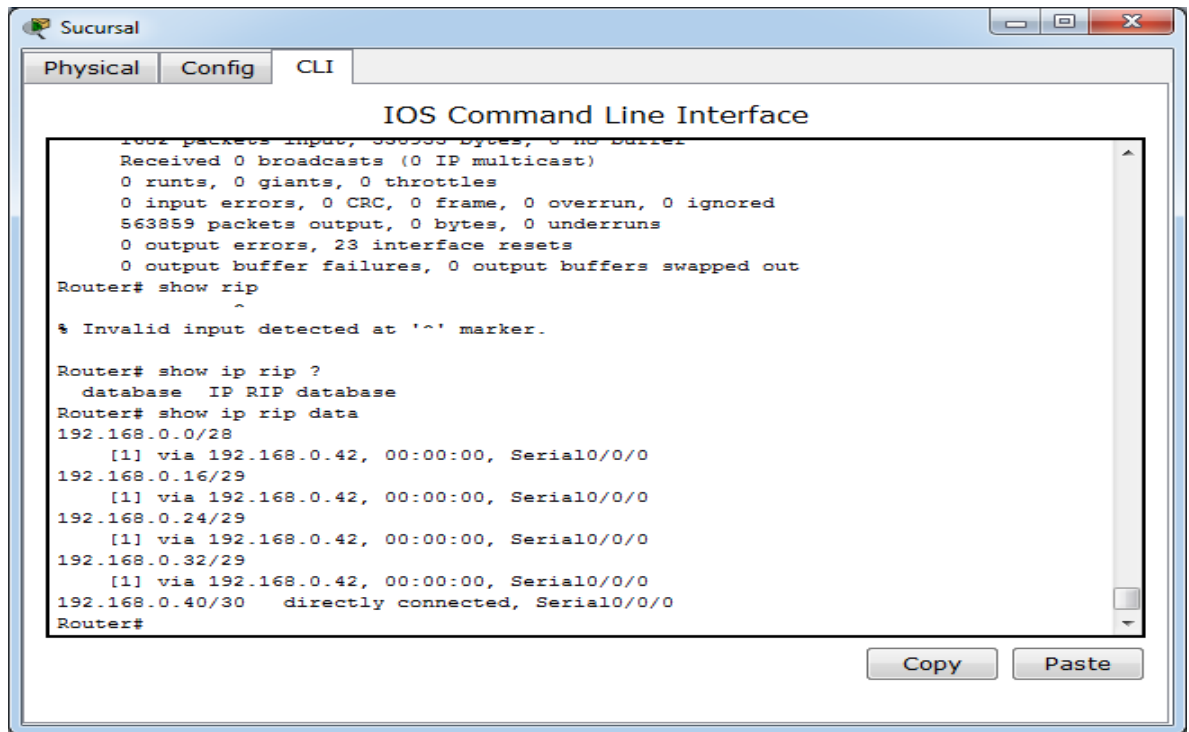 Sucursal
Physical Config CLI
IOS Command Line Interface
1682 packets input, 530955 bytes, 0 no buffer
Received 0 broadcasts (0 IP multicast)
0 runts, 0 giants, 0 throttles
0 input errors, 0 CRC, 0 frame, 0 overrun, 0 ignored
563859 packets output, 0 bytes, 0 underruns
0 output errors, 23 interface resets
0 output buffer failures, 0 output buffers swapped out
Router# show rip
^
% Invalid input detected at '^' marker.
Router# show ip rip ?
database IP RIP database
Router# show ip rip data
192.168.0.0/28
[1] via 192.168.0.42, 00:00:00, Serial0/0/0
192.168.0.16/29
[1] via 192.168.0.42, 00:00:00, Serial0/0/0
192.168.0.24/29
[1] via 192.168.0.42, 00:00:00, Serial0/0/0
192.168.0.32/29
[1] via 192.168.0.42, 00:00:00, Serial0/0/0
192.168.0.40/30 directly connected, Serial0/0/0
Router#
Copy Paste